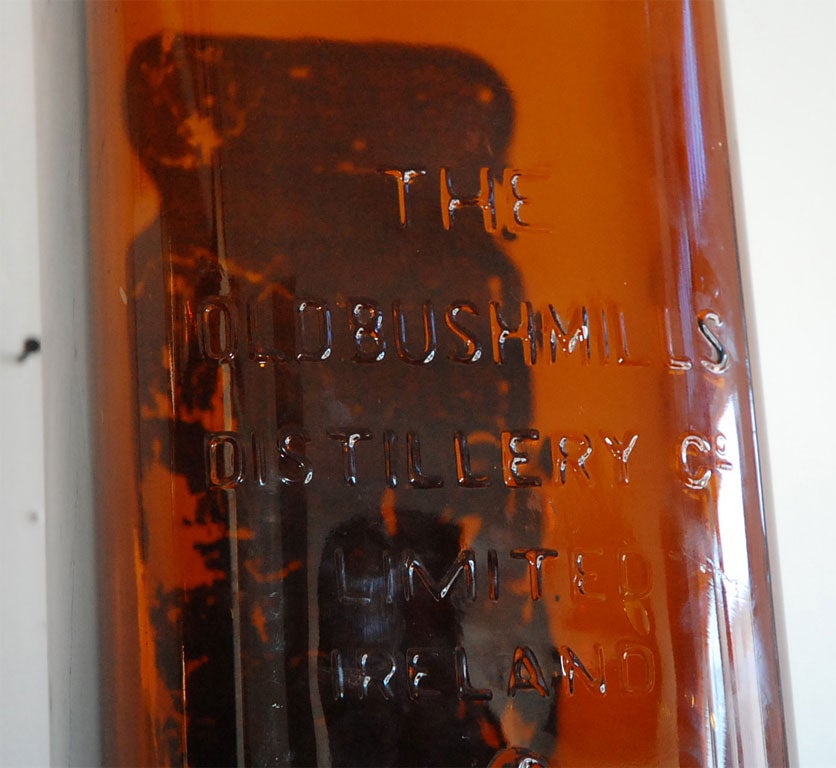 THE
OLD BUSHMILLS
DISTILLERY Co
LIMITED
IRELAND